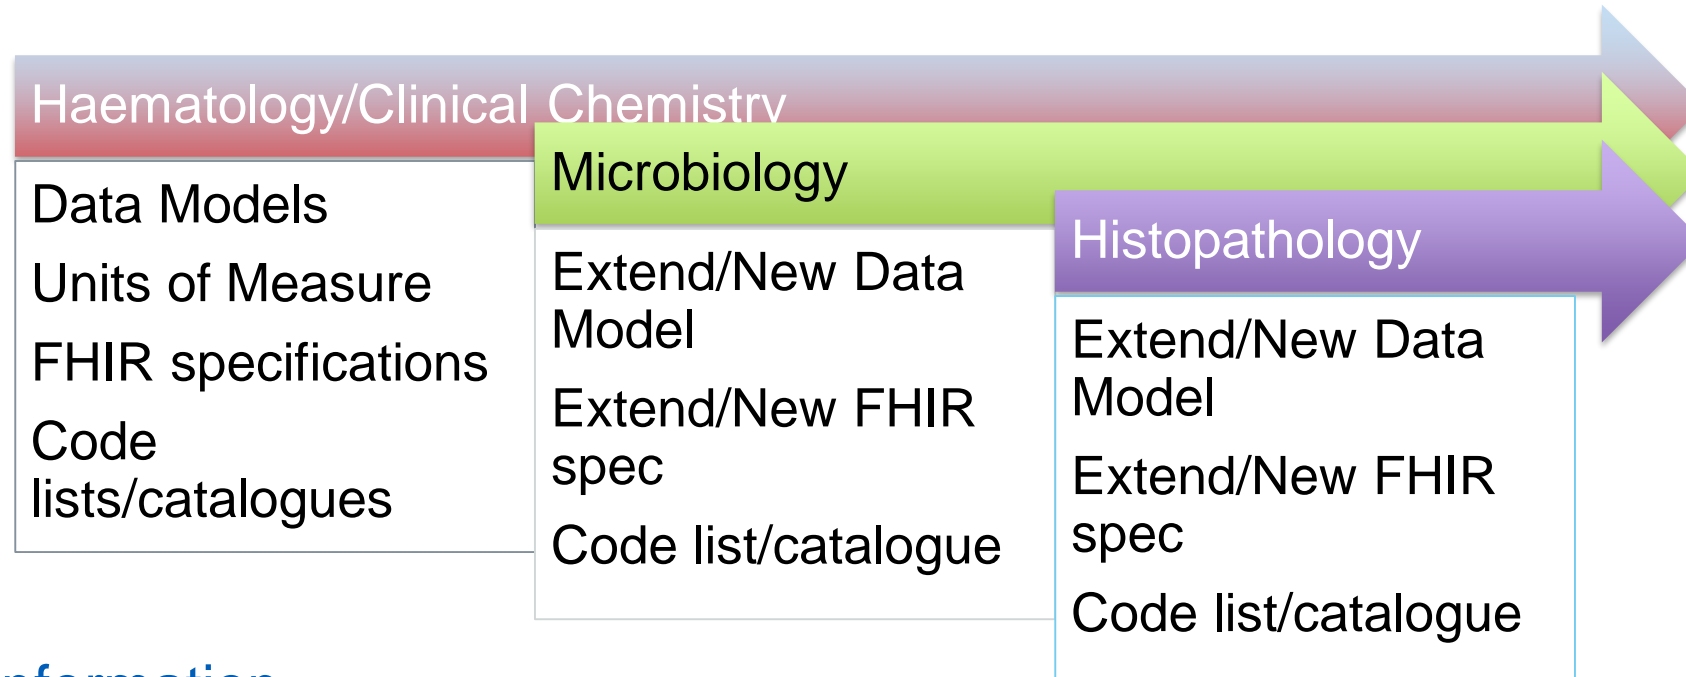 Haematology/Clinical Chemistry
Data Models
Units of Measure
FHIR specifications
Code
lists/catalogues
Microbiology
Extend/New Data
Model
Extend/New FHIR
spec
Code list/catalogue
Histopathology
Extend/New Data
Model
Extend/New FHIR
spec
Code list/catalogue